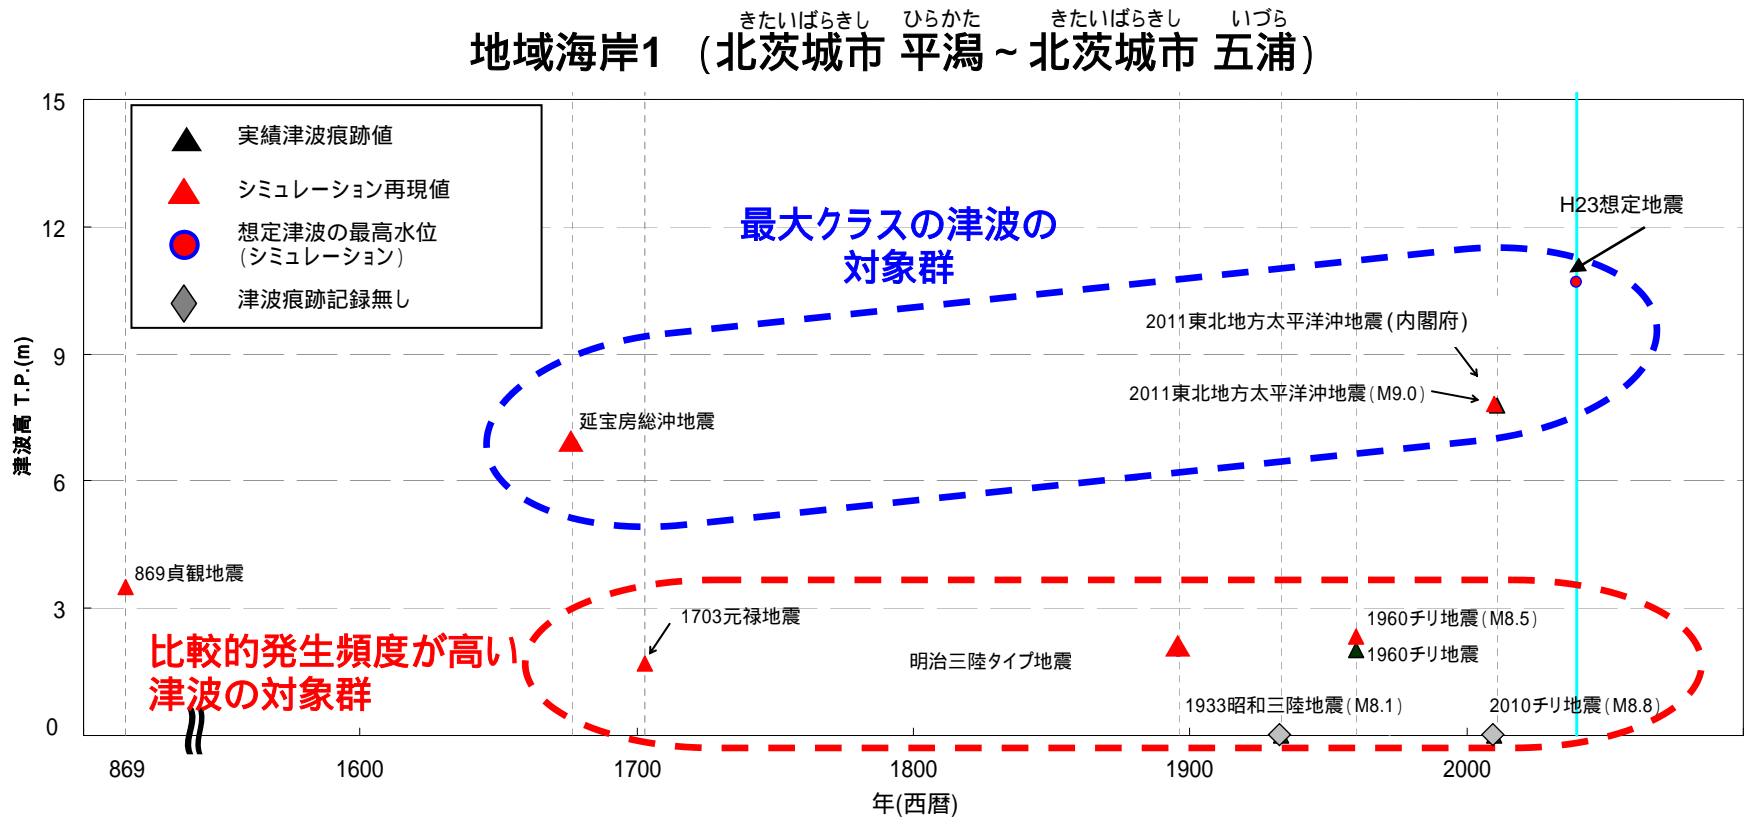 きたいばらきし ひらかた きたいばらきし いづら
地域海岸1 (北茨城市 平潟~北茨城市 五浦)
実績津波痕跡値
シミュレーション再現値
想定津波の最高水位
(シミュレーション)
津波痕跡記録無し
最大クラスの津波の
対象群
H23想定地震
2011東北地方太平洋沖地震(内閣府)
2011東北地方太平洋沖地震(M9.0)
延宝房総沖地震
869貞観地震
1703元禄地震
明治三陸タイプ地震
1960チリ地震(M8.5)
1960チリ地震
1933昭和三陸地震(M8.1)
2010チリ地震(M8.8)
比較的発生頻度が高い
津波の対象群
津波高 T.P.(m)
15
12
9
6
3
0
869 1600 1700 1800 1900 2000
年(西暦)